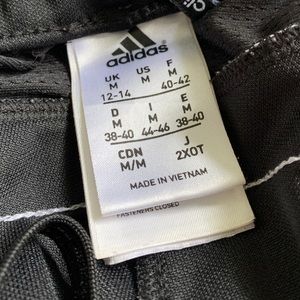 adidas
UK US F
M M M
12-14 40-42
D I E
M M M
38-40 44-46 38-40
CDN J
M/M 2XOT
MADE IN VIETNAM
FASTENERS CLOSED